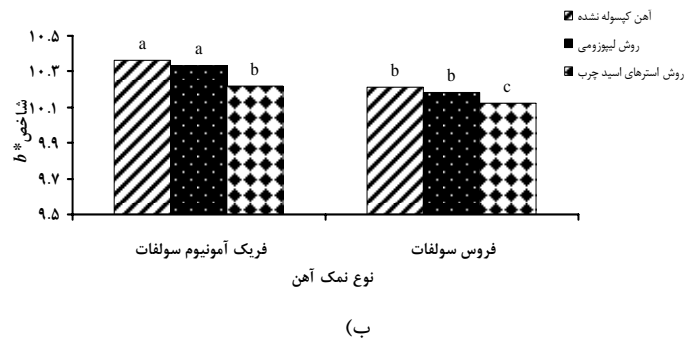 آهن کپسوله نشده
روش لیپوزومی
روش استرهای اسید چرب
شاخص b*
۱۰.۵
۱۰.۳
۱۰.۱
۹.۹
۹.۷
۹.۵
a a b b b c
فریک آمونیوم سولفات فروس سولفات
نوع نمک آهن
ب)